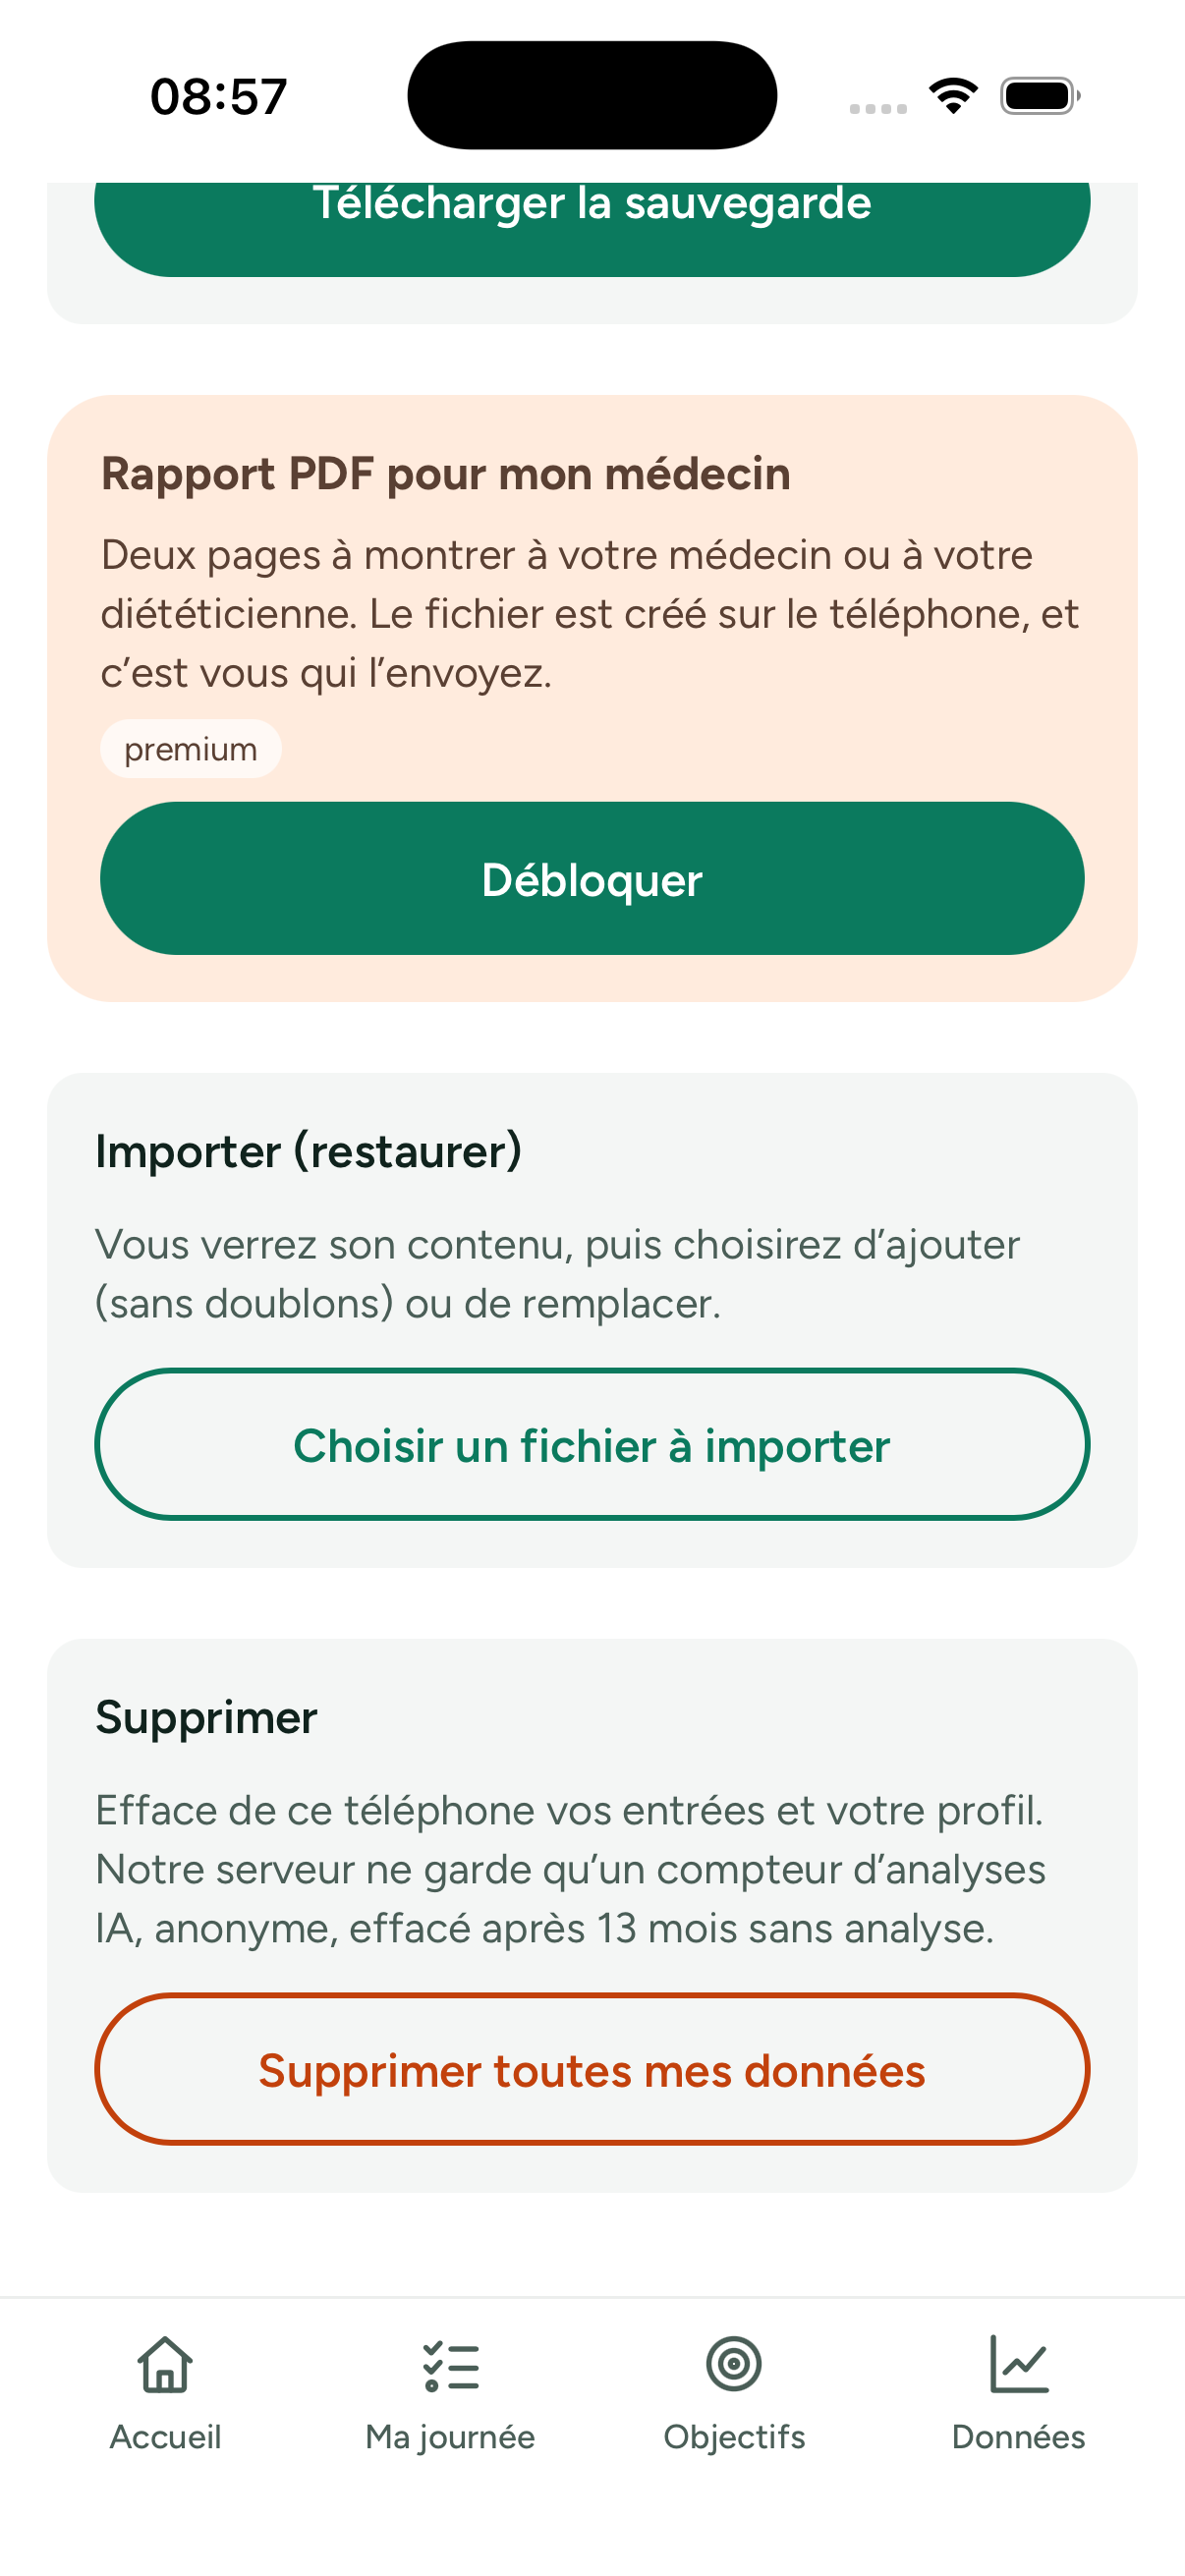 08:57
Télécharger la sauvegarde
Rapport PDF pour mon médecin
Deux pages à montrer à votre médecin ou à votre
diététicienne. Le fichier est créé sur le téléphone, et
c’est vous qui l’envoyez.
premium
Débloquer
Importer (restaurer)
Vous verrez son contenu, puis choisirez d’ajouter
(sans doublons) ou de remplacer.
Choisir un fichier à importer
Supprimer
Efface de ce téléphone vos entrées et votre profil.
Notre serveur ne garde qu’un compteur d’analyses
IA, anonyme, effacé après 13 mois sans analyse.
Supprimer toutes mes données
Accueil
Ma journée
Objectifs
Données